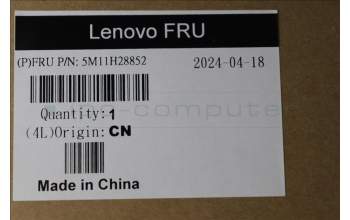 Lenovo FRU
(P)FRU P/N: 5M11H28852 2024-04-18
Quantity: 1
(4L)Origin: CN
Made in China